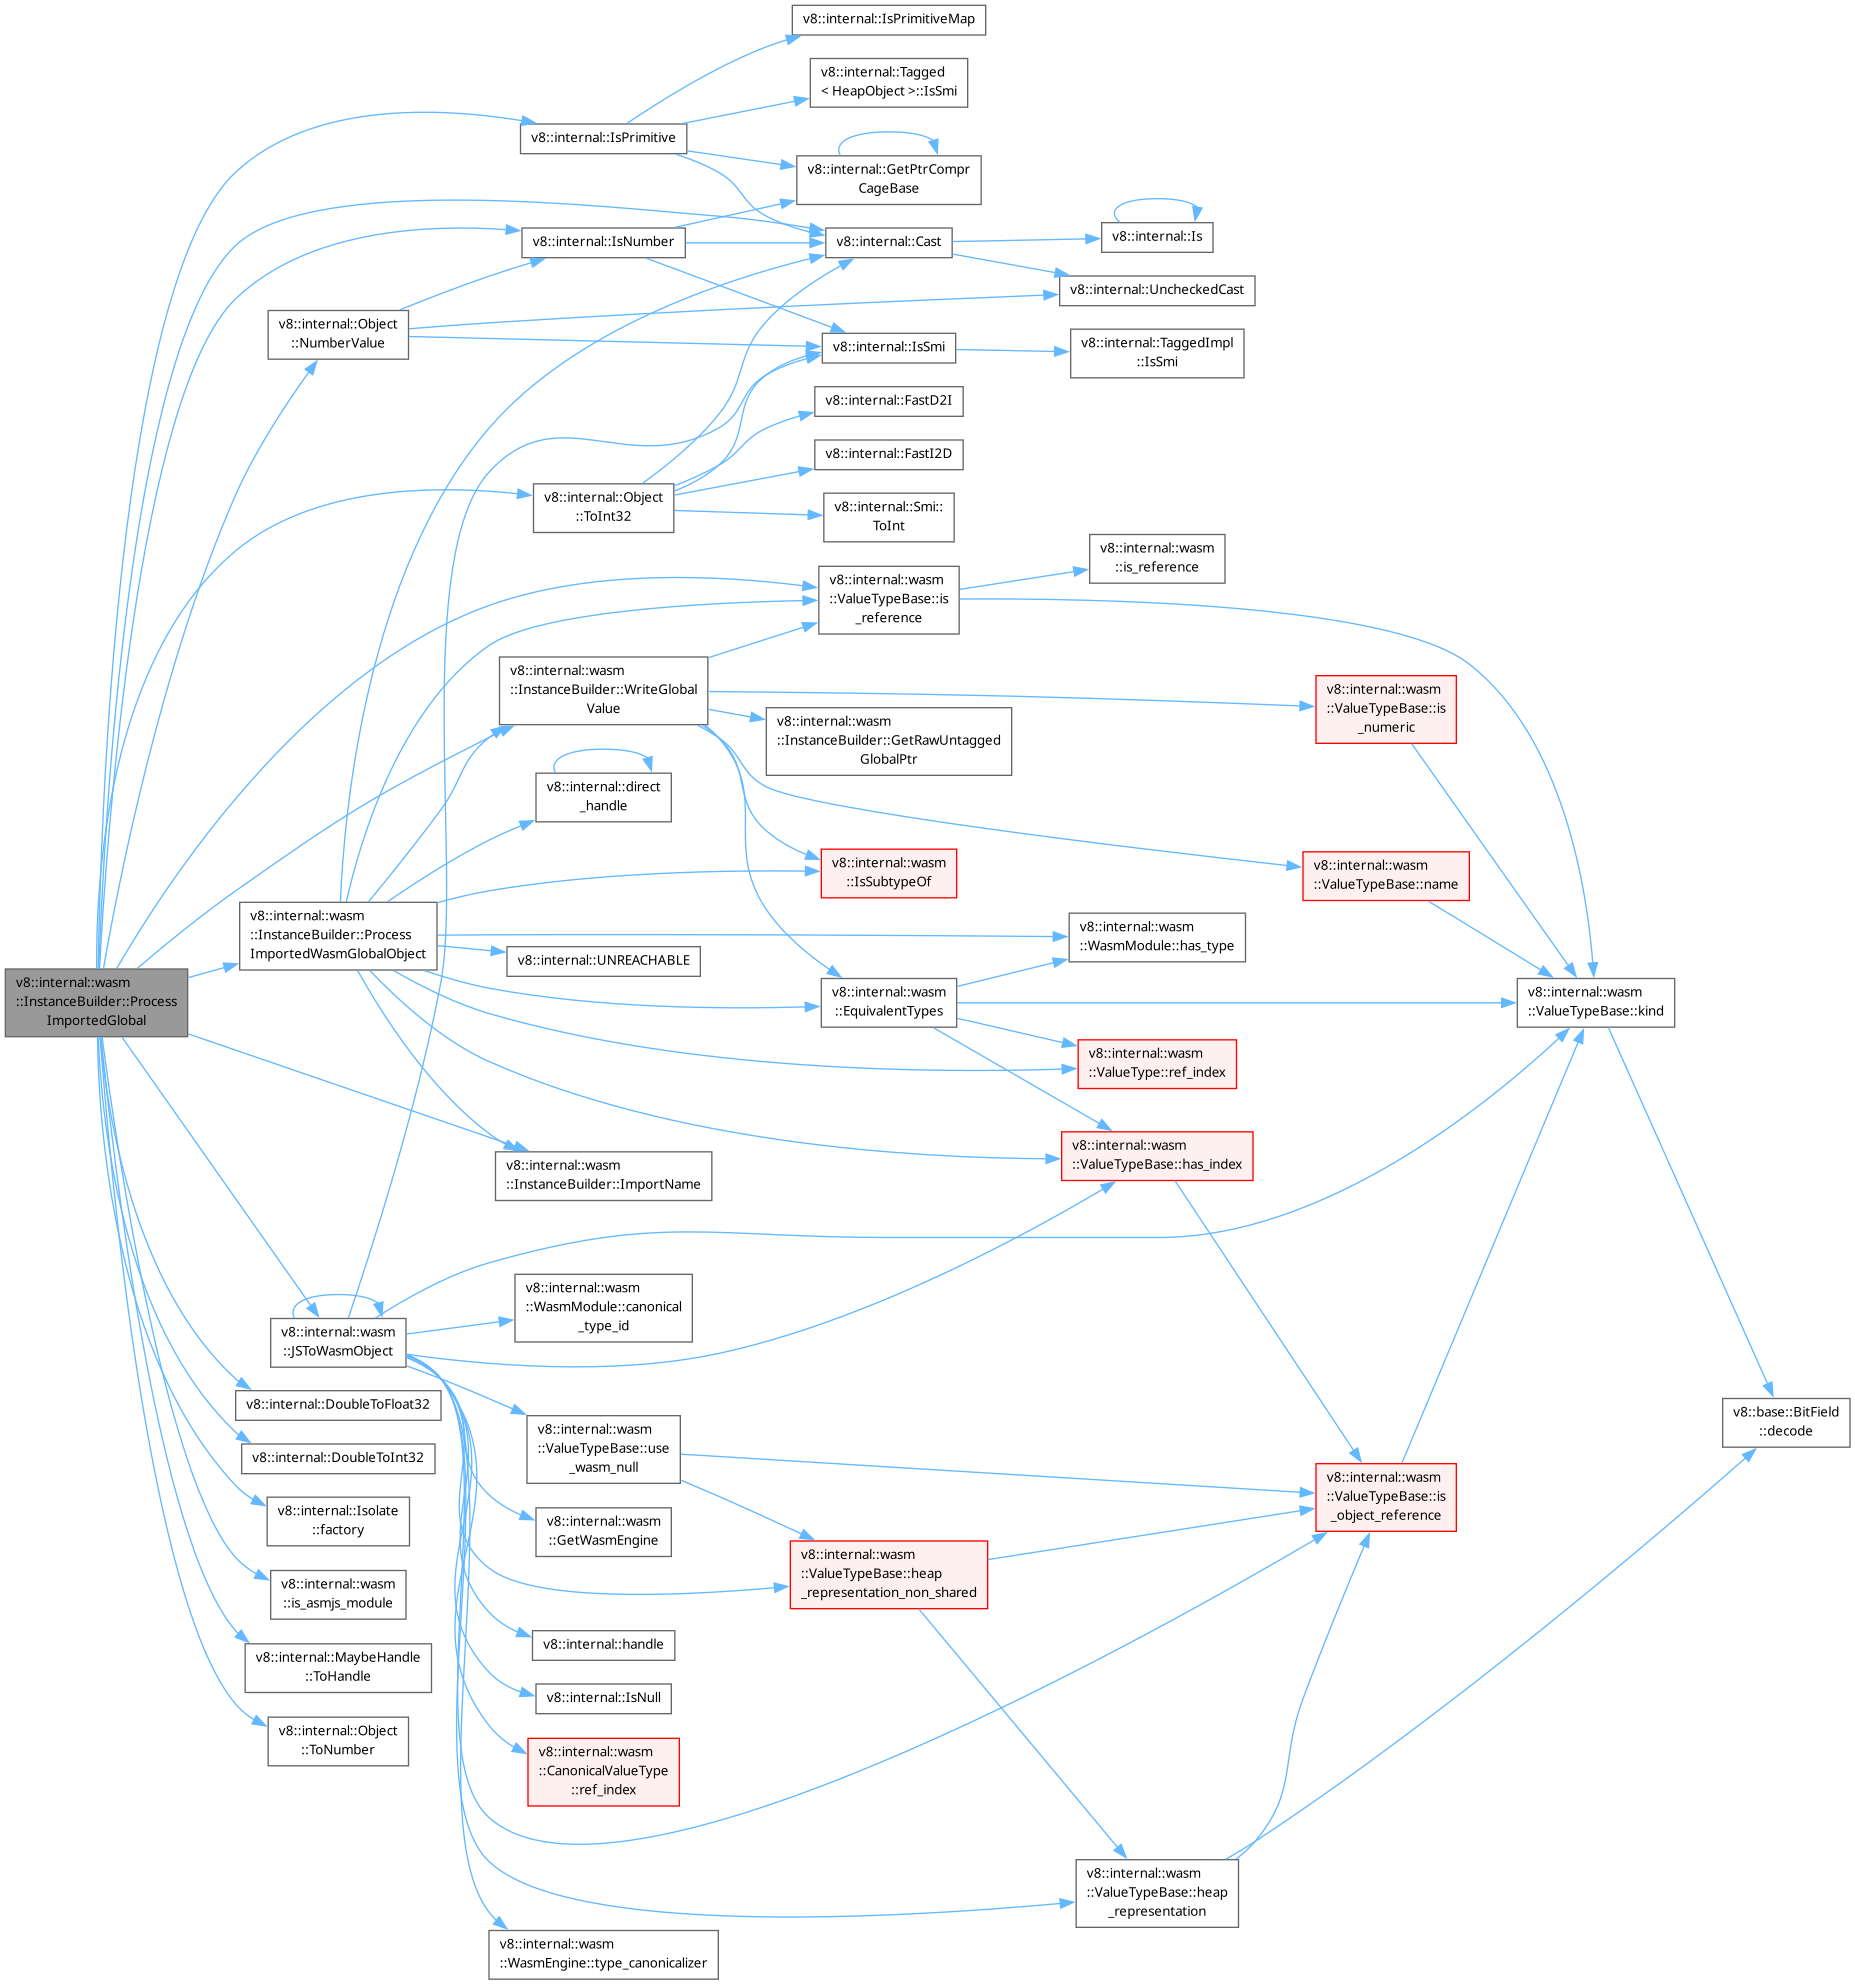 v8::internal::IsPrimitiveMap
v8::internal::Tagged
< HeapObject >::IsSmi
v8::internal::IsPrimitive
v8::internal::GetPtrCompr
CageBase
v8::internal::Is
v8::internal::IsNumber
v8::internal::Cast
v8::internal::UncheckedCast
v8::internal::Object
::NumberValue
v8::internal::IsSmi
v8::internal::TaggedImpl
::IsSmi
v8::internal::FastD2I
v8::internal::FastI2D
v8::internal::Object
::ToInt32
v8::internal::Smi::
ToInt
v8::internal::wasm
::is_reference
v8::internal::wasm
::ValueTypeBase::is
_reference
v8::internal::wasm
::InstanceBuilder::WriteGlobal
Value
v8::internal::wasm
::ValueTypeBase::is
_numeric
v8::internal::wasm
::InstanceBuilder::GetRawUntagged
GlobalPtr
v8::internal::direct
_handle
v8::internal::wasm
::IsSubtypeOf
v8::internal::wasm
::ValueTypeBase::name
v8::internal::wasm
::InstanceBuilder::Process
ImportedWasmGlobalObject
v8::internal::wasm
::WasmModule::has_type
v8::internal::UNREACHABLE
v8::internal::wasm
::InstanceBuilder::Process
ImportedGlobal
v8::internal::wasm
::EquivalentTypes
v8::internal::wasm
::ValueTypeBase::kind
v8::internal::wasm
::ValueType::ref_index
v8::internal::wasm
::ValueTypeBase::has_index
v8::internal::wasm
::InstanceBuilder::ImportName
v8::internal::wasm
::WasmModule::canonical
_type_id
v8::internal::wasm
::JSToWasmObject
v8::internal::DoubleToFloat32
v8::base::BitField
::decode
v8::internal::wasm
::ValueTypeBase::use
_wasm_null
v8::internal::DoubleToInt32
v8::internal::wasm
::ValueTypeBase::is
_object_reference
v8::internal::Isolate
::factory
v8::internal::wasm
::GetWasmEngine
v8::internal::wasm
::ValueTypeBase::heap
_representation_non_shared
v8::internal::wasm
::is_asmjs_module
v8::internal::handle
v8::internal::MaybeHandle
::ToHandle
v8::internal::IsNull
v8::internal::Object
::ToNumber
v8::internal::wasm
::CanonicalValueType
::ref_index
v8::internal::wasm
::ValueTypeBase::heap
_representation
v8::internal::wasm
::WasmEngine::type_canonicalizer